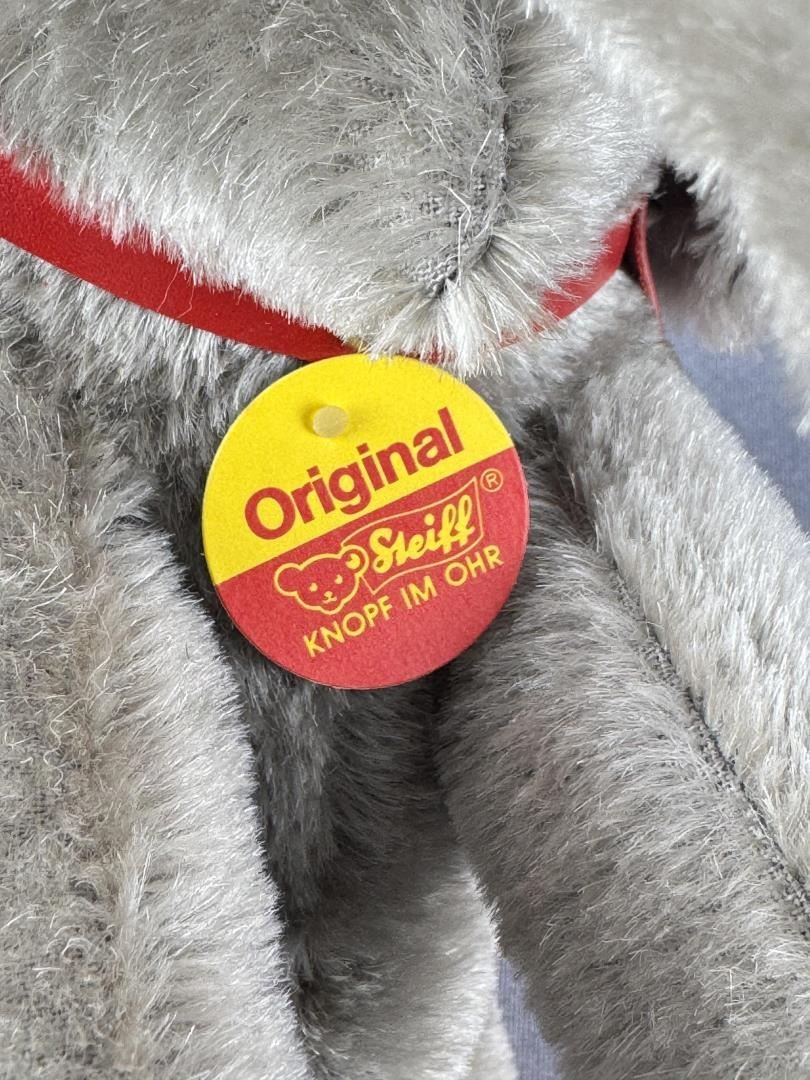 Original
Steiff ®
KNOPF IM OHR